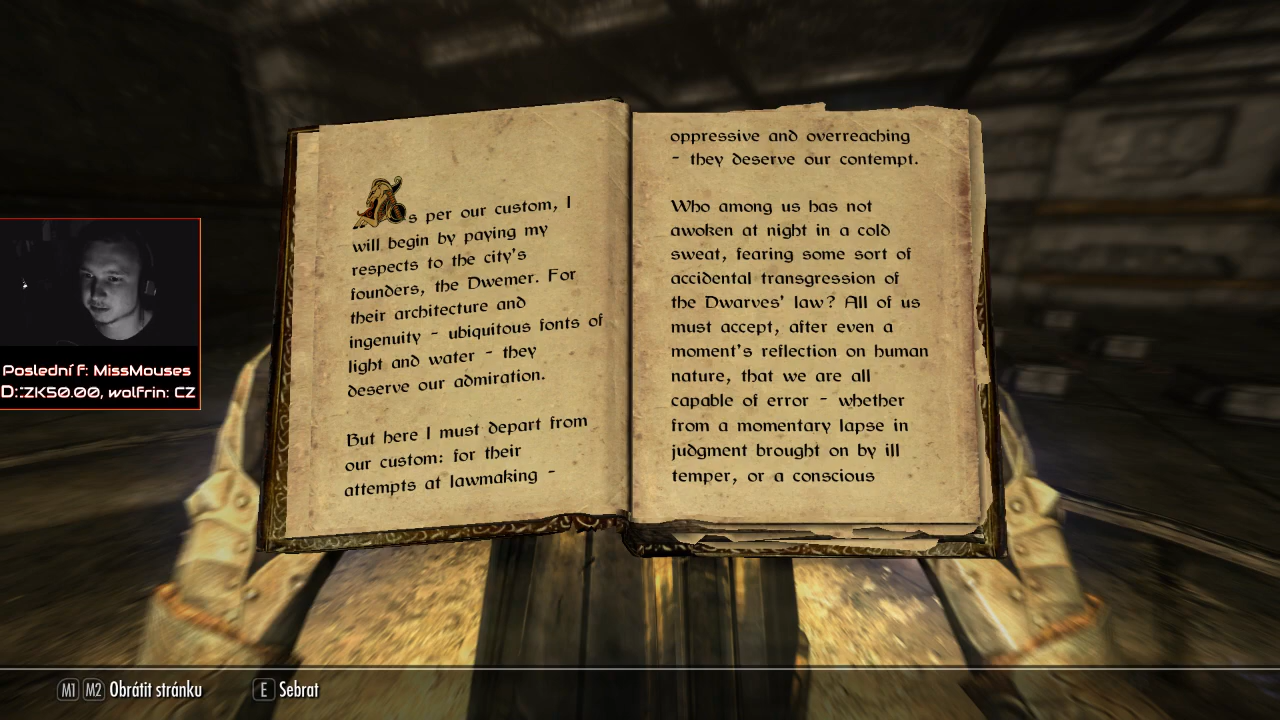 As per our custom, I
will begin by paying my
respects to the city's
founders, the Dwemer. For
their architecture and
ingenuity - ubiquitous fonts of
light and water - they
deserve our admiration.
But here I must depart from
our custom: for their
attempts at lawmaking -
oppressive and overreaching
- they deserve our contempt.
Who among us has not
awoken at night in a cold
sweat, fearing some sort of
accidental transgression of
the Dwarves' law? All of us
must accept, after even a
moment's reflection on human
nature, that we are all
capable of error - whether
from a momentary lapse in
judgment brought on by ill
temper, or a conscious
Poslední F: MissMouses
D::ZK50.00, wolfrin: CZ
M1 M2 Obrátit stránku
E Sebrat